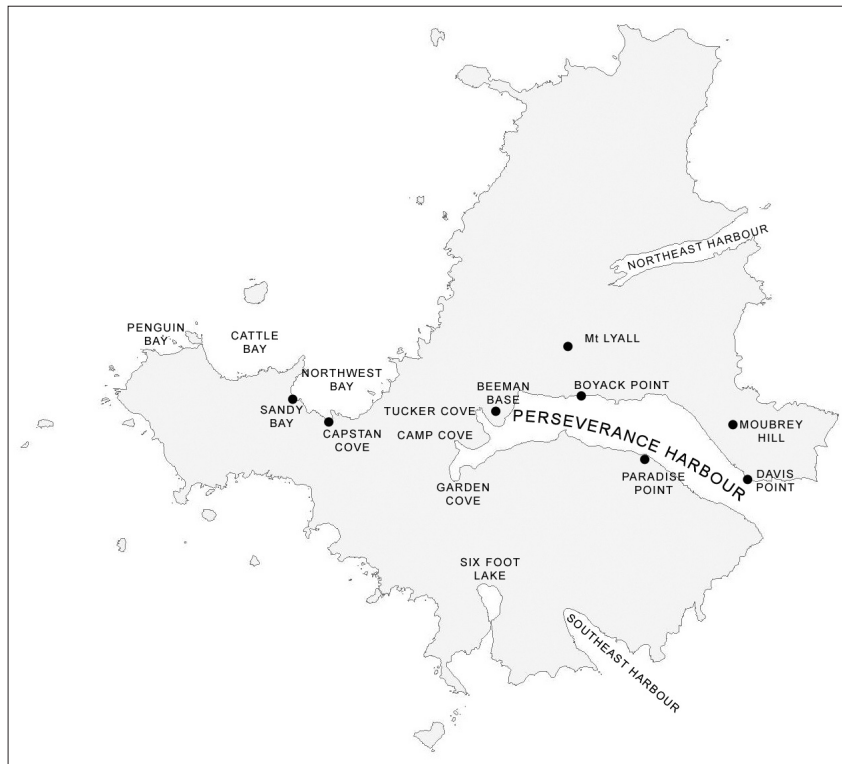 NORTHEAST HARBOUR
PENGUIN
BAY
CATTLE
BAY
Mt LYALL
NORTHWEST
BAY
BEEMAN
BASE
BOYACK POINT
SANDY
BAY
TUCKER COVE
CAPSTAN
COVE
CAMP COVE
PERSEVERANCE HARBOUR
MOUBREY
HILL
GARDEN
COVE
PARADISE
POINT
DAVIS
POINT
SIX FOOT
LAKE
SOUTHEAST HARBOUR